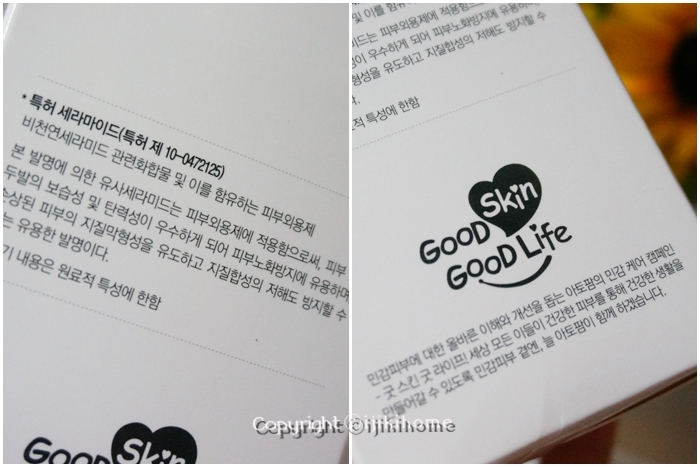 * 특허 세라마이드(특허 제 10-0472125)
비천연세라미드 관련화합물 및 이를 함유하는 피부외용제
본 발명에 의한 유사세라미드는 피부외용제에 적용함으로써, 피부
두발의 보습성 및 탄력성이 우수하게 되어 피부노화방지에 유용하며
손상된 피부의 지질막형성을 유도하고 지질합성의 저해도 방지할 수
는 유용한 발명이다.
기 내용은 원료적 특성에 한함
GOOD Skin
및 이를 함유
드는 피부외용제에 적용함
이 우수하게 되어 피부노화방지에 유용하
형성을 유도하고 지질합성의 저해도 방지할 수
.
적 특성에 한함
GOOD Skin
GOOD Life
민감피부에 대한 올바른 이해와 개선을 돕는 아토팜의 민감 케어 캠페인
- 굿 스킨 굿 라이프! 세상 모든 이들이 건강한 피부를 통해 건강한 생활을
만들어갈 수 있도록 민감피부 곁엔, 늘 아토팜이 함께 하겠습니다.
Copyright ⓒijikihome